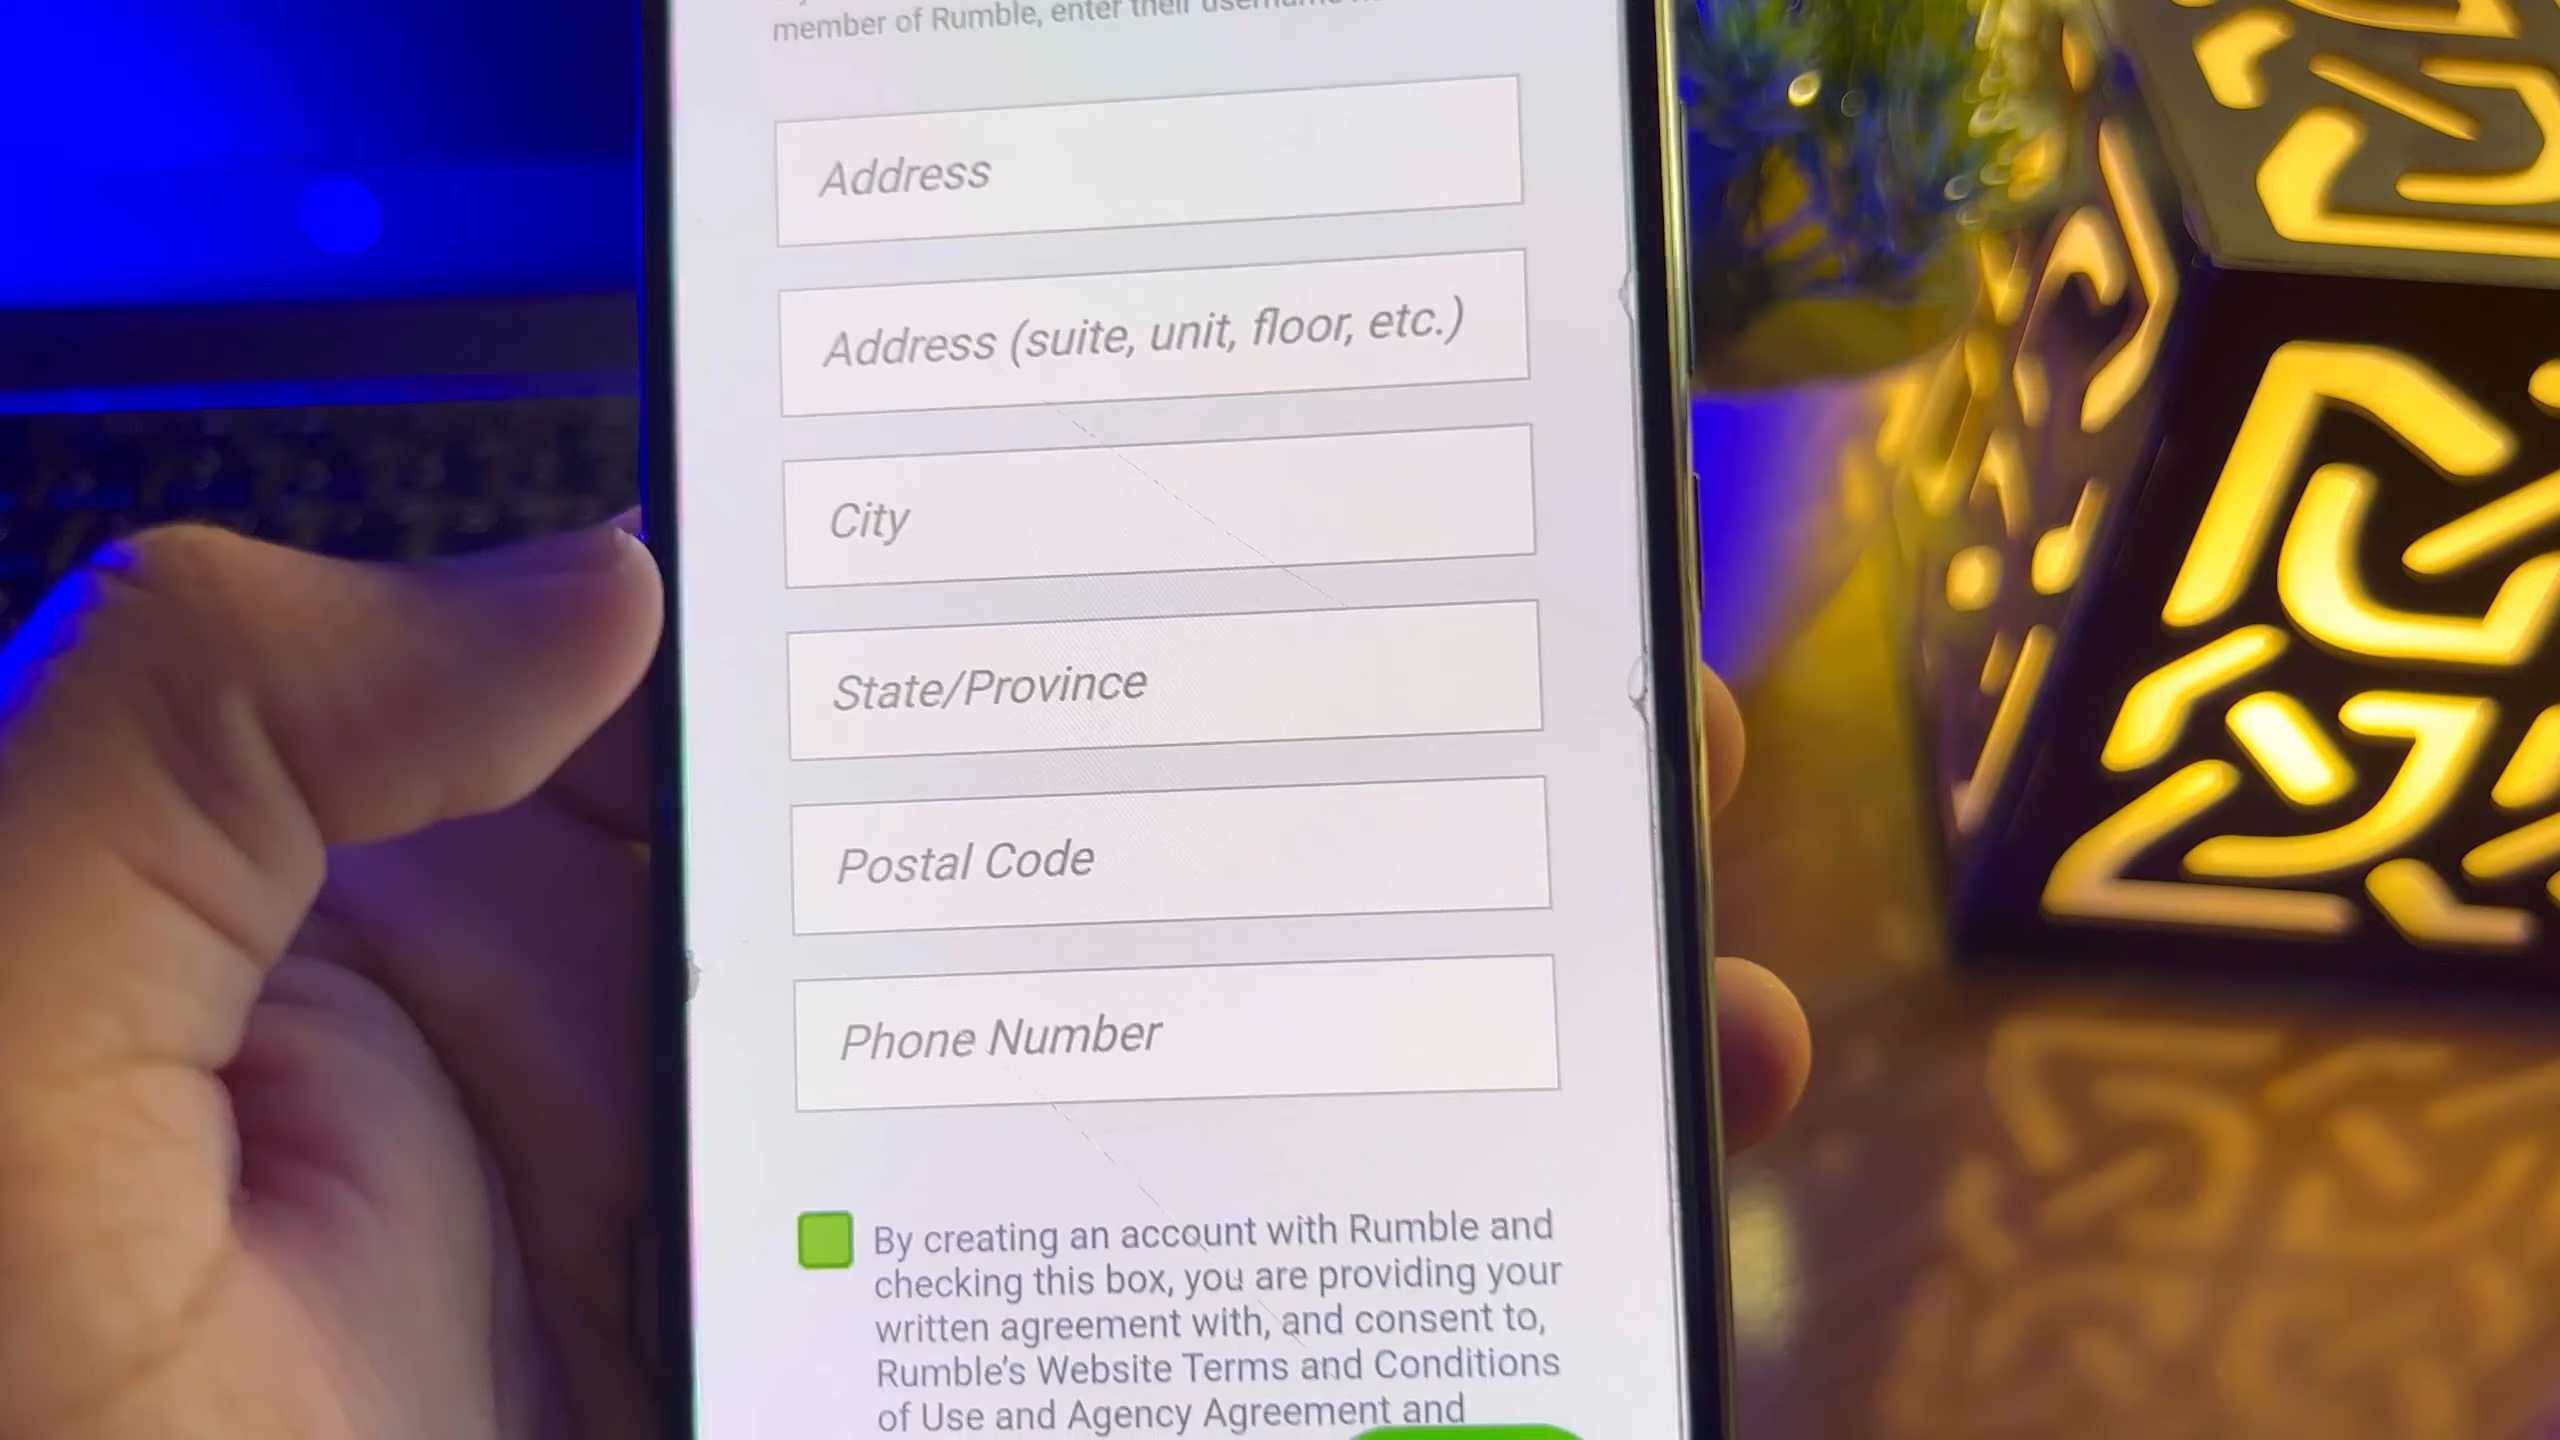 member of Rumble, enter their username
Address
Address (suite, unit, floor, etc.)
City
State/Province
Postal Code
Phone Number
By creating an account with Rumble and
checking this box, you are providing your
written agreement with, and consent to,
Rumble's Website Terms and Conditions
of Use and Agency Agreement and